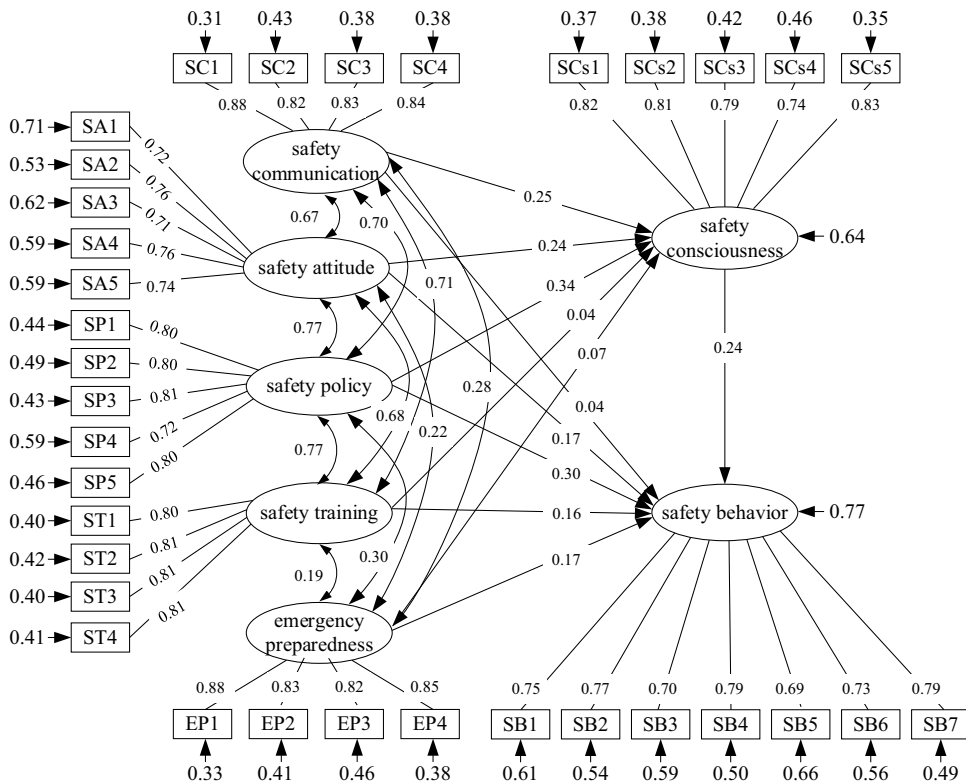 0.31 0.43 0.38 0.38 0.37 0.38 0.42 0.46 0.35
SC1 SC2 SC3 SC4 SCs1 SCs2 SCs3 SCs4 SCs5
0.88 0.82 0.83 0.84 0.82 0.81 0.79 0.74 0.83
0.71 SA1 0.72
0.53 SA2 0.76
0.62 SA3 0.71
0.59 SA4 0.76
0.59 SA5 0.74
0.44 SP1 0.80
0.49 SP2 0.80
0.43 SP3 0.81
0.59 SP4 0.72
0.46 SP5 0.80
0.40 ST1 0.80
0.42 ST2 0.81
0.40 ST3 0.81
0.41 ST4 0.81
safety
communication
0.67 0.70
safety attitude
0.77
safety policy
0.77
safety training
0.19
emergency
preparedness
0.71
0.68
0.22
0.30
0.28
0.25
0.24
0.34
0.04
0.07
0.04
0.17
0.30
0.16
0.17
safety
consciousness
0.64
0.24
safety behavior
0.77
0.88 0.83 0.82 0.85 0.75 0.77 0.70 0.79 0.69 0.73 0.79
EP1 EP2 EP3 EP4 SB1 SB2 SB3 SB4 SB5 SB6 SB7
0.33 0.41 0.46 0.38 0.61 0.54 0.59 0.50 0.66 0.56 0.49